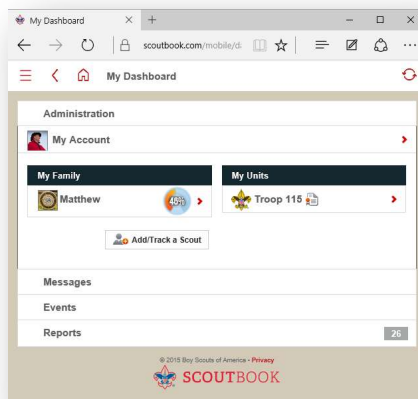 My Dashboard
scoutbook.com/mobile/d
My Dashboard
Administration
My Account
My Family
My Units
Matthew
46%
Troop 115
Add/Track a Scout
Messages
Events
Reports
26
© 2015 Boy Scouts of America - Privacy
SCOUTBOOK